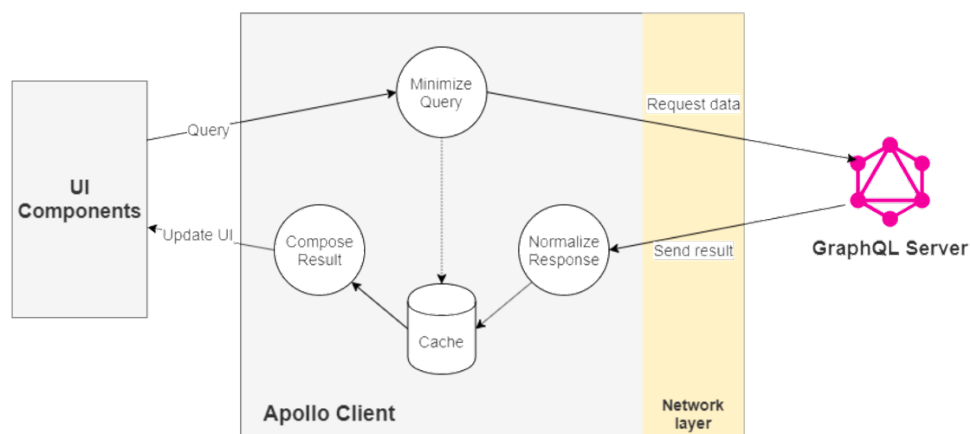 Minimize
Query
Request data
Query
UI
Components
Update UI
Compose
Result
Normalize
Response
Send result
GraphQL Server
Cache
Apollo Client
Network
layer